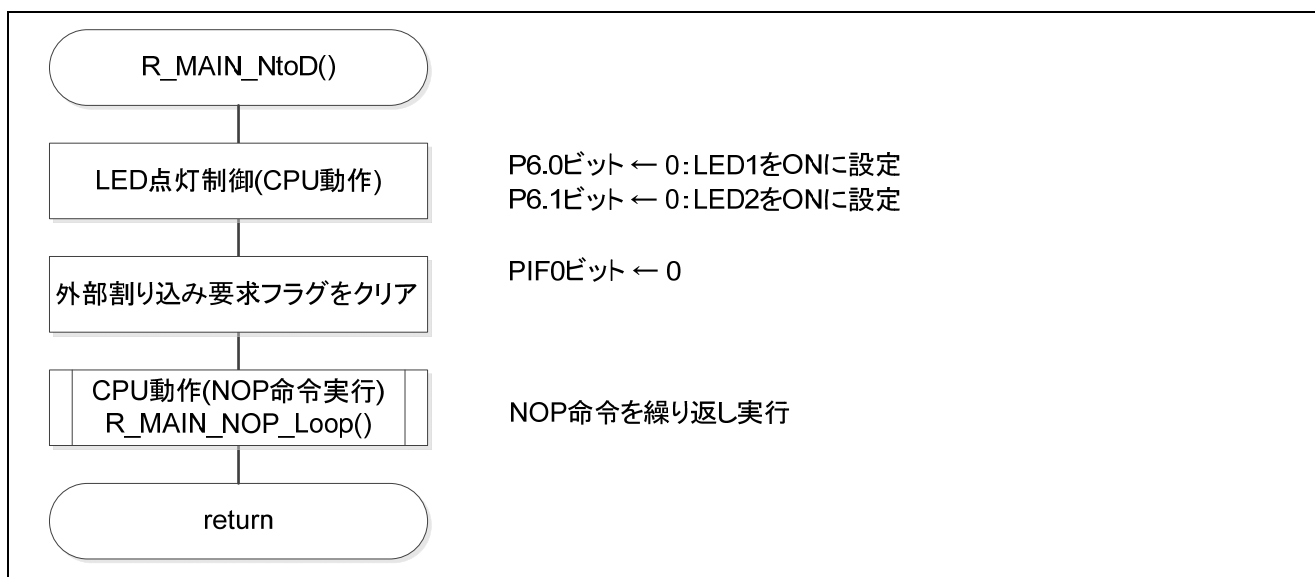 R_MAIN_NtoD()
LED点灯制御(CPU動作)
P6.0ビット ← 0:LED1をONに設定
P6.1ビット ← 0:LED2をONに設定
外部割り込み要求フラグをクリア
PIF0ビット ← 0
CPU動作(NOP命令実行)
R_MAIN_NOP_Loop()
NOP命令を繰り返し実行
return